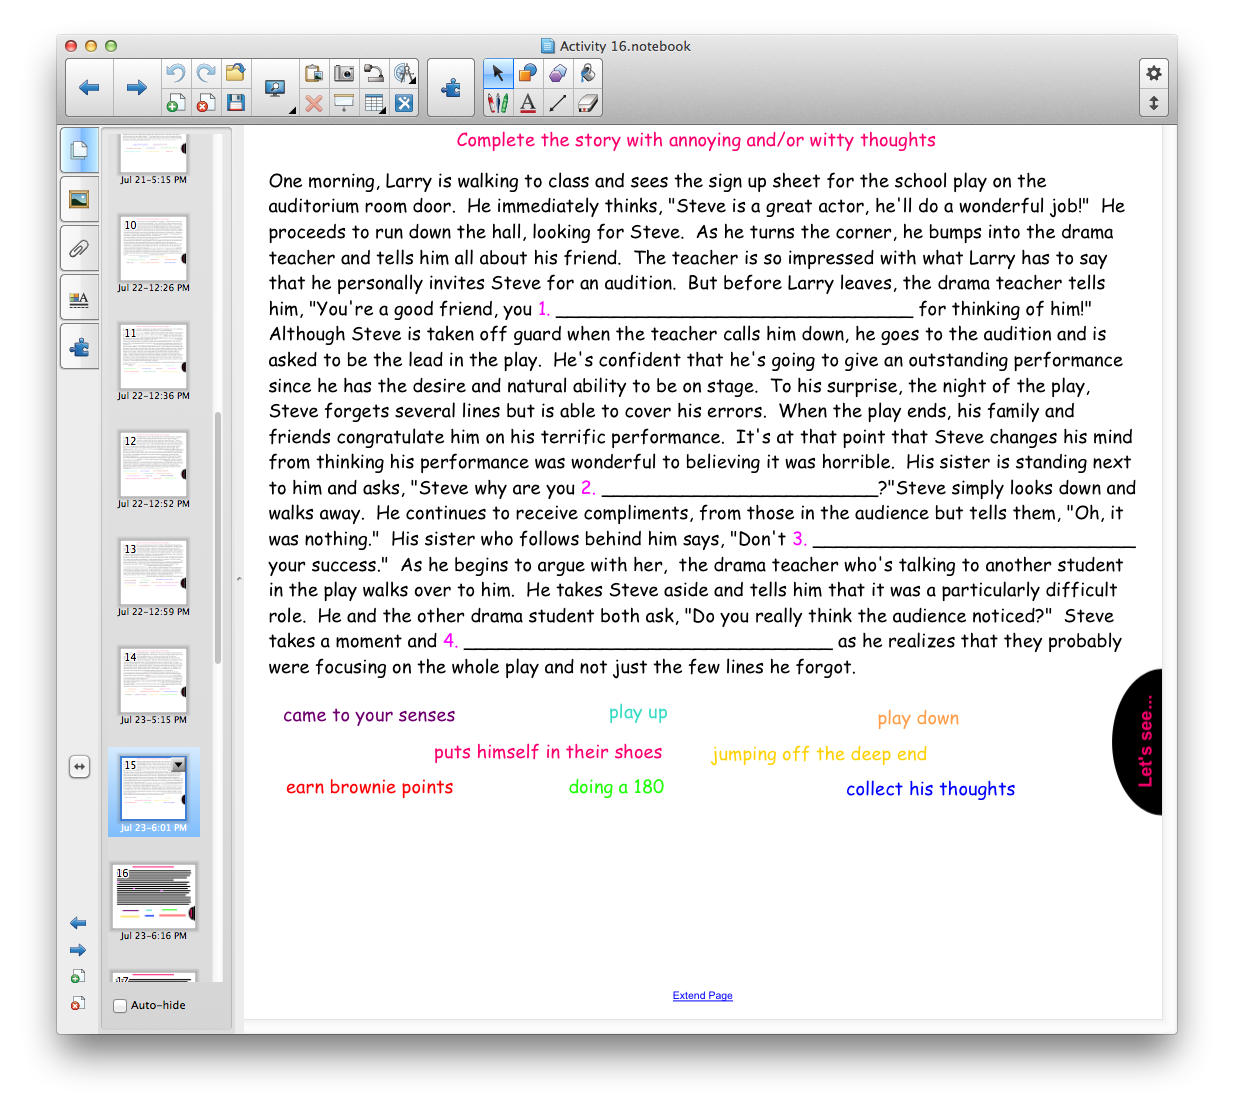 Activity 16.notebook
Jul 21-5:15 PM
10
Jul 22-12:26 PM
11
Jul 22-12:36 PM
12
Jul 22-12:52 PM
13
Jul 22-12:59 PM
14
Jul 23-5:15 PM
15
Jul 23-6:01 PM
16
Jul 23-6:16 PM
17
Auto-hide
Complete the story with annoying and/or witty thoughts
One morning, Larry is walking to class and sees the sign up sheet for the school play on the
auditorium room door. He immediately thinks, "Steve is a great actor, he'll do a wonderful job!" He
proceeds to run down the hall, looking for Steve. As he turns the corner, he bumps into the drama
teacher and tells him all about his friend. The teacher is so impressed with what Larry has to say
that he personally invites Steve for an audition. But before Larry leaves, the drama teacher tells
him, "You're a good friend, you 1. ________________________________ for thinking of him!"
Although Steve is taken off guard when the teacher calls him down, he goes to the audition and is
asked to be the lead in the play. He's confident that he's going to give an outstanding performance
since he has the desire and natural ability to be on stage. To his surprise, the night of the play,
Steve forgets several lines but is able to cover his errors. When the play ends, his family and
friends congratulate him on his terrific performance. It's at that point that Steve changes his mind
from thinking his performance was wonderful to believing it was horrible. His sister is standing next
to him and asks, "Steve why are you 2. _________________________?"Steve simply looks down and
walks away. He continues to receive compliments, from those in the audience but tells them, "Oh, it
was nothing." His sister who follows behind him says, "Don't 3. _____________________________
your success." As he begins to argue with her, the drama teacher who's talking to another student
in the play walks over to him. He takes Steve aside and tells him that it was a particularly difficult
role. He and the other drama student both ask, "Do you really think the audience noticed?" Steve
takes a moment and 4. _________________________________ as he realizes that they probably
were focusing on the whole play and not just the few lines he forgot.
came to your senses
play up
play down
puts himself in their shoes
jumping off the deep end
earn brownie points
doing a 180
collect his thoughts
Let's see...
Extend Page